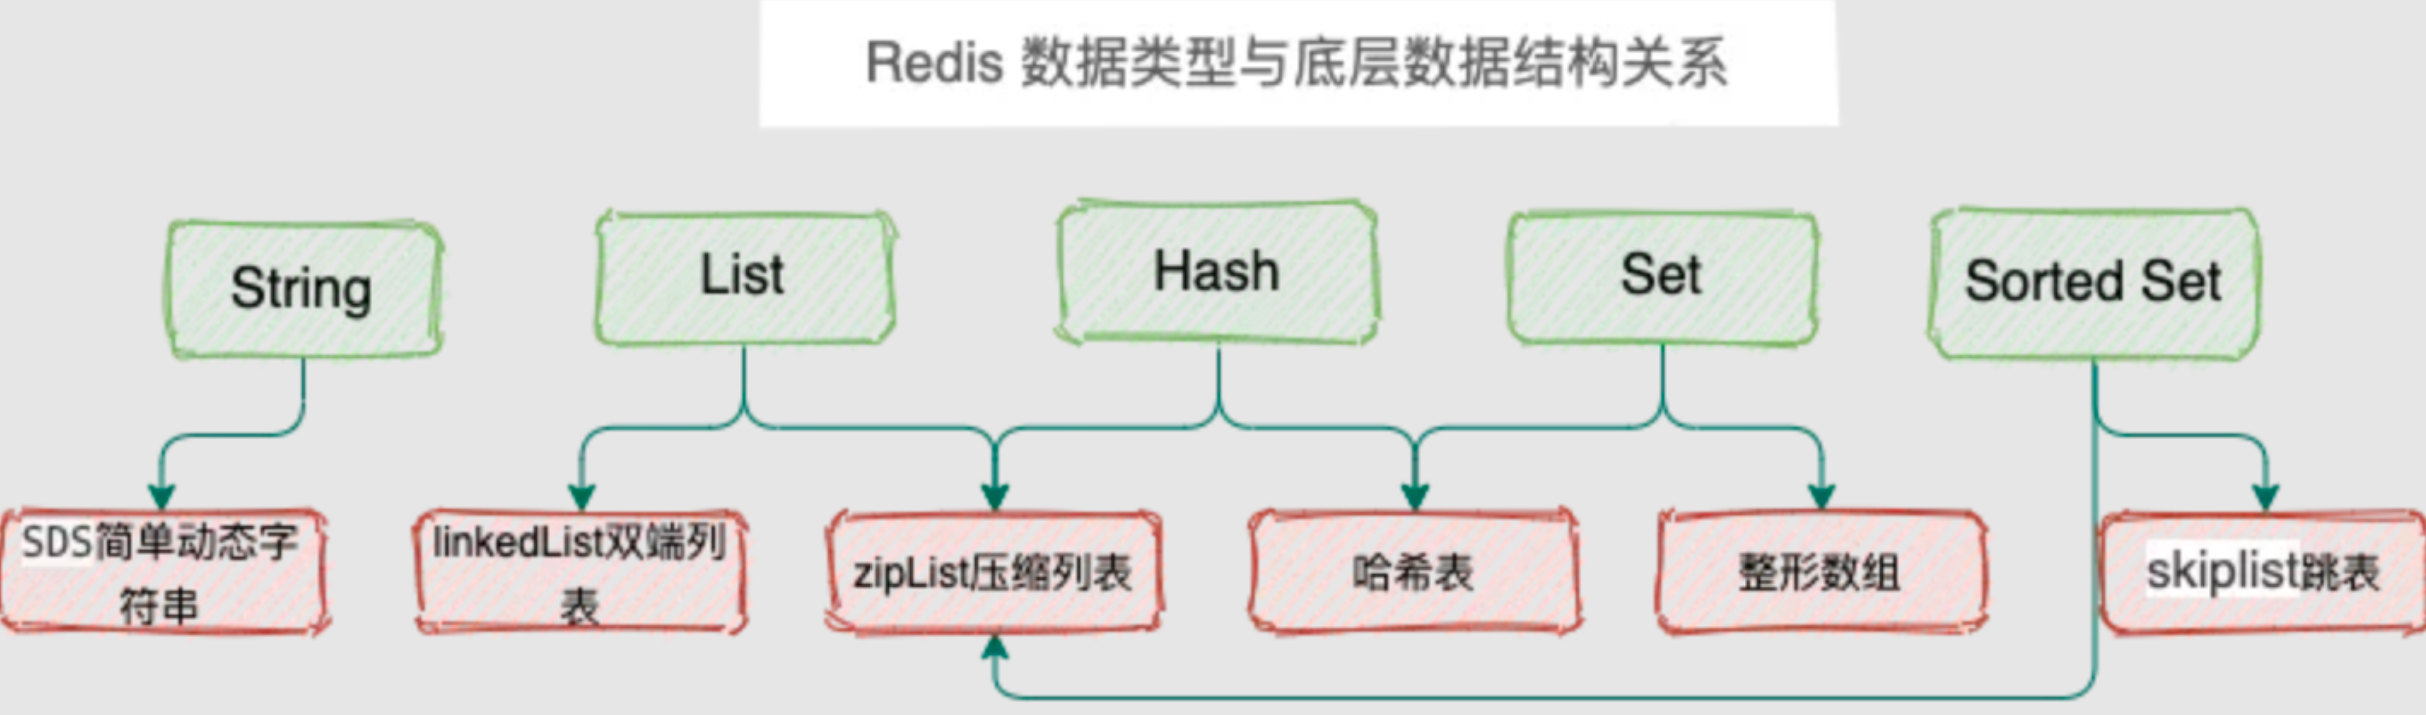 Redis 数据类型与底层数据结构关系
String
List
Hash
Set
Sorted Set
SDS简单动态字
符串
linkedList双端列
表
zipList压缩列表
哈希表
整形数组
skiplist跳表